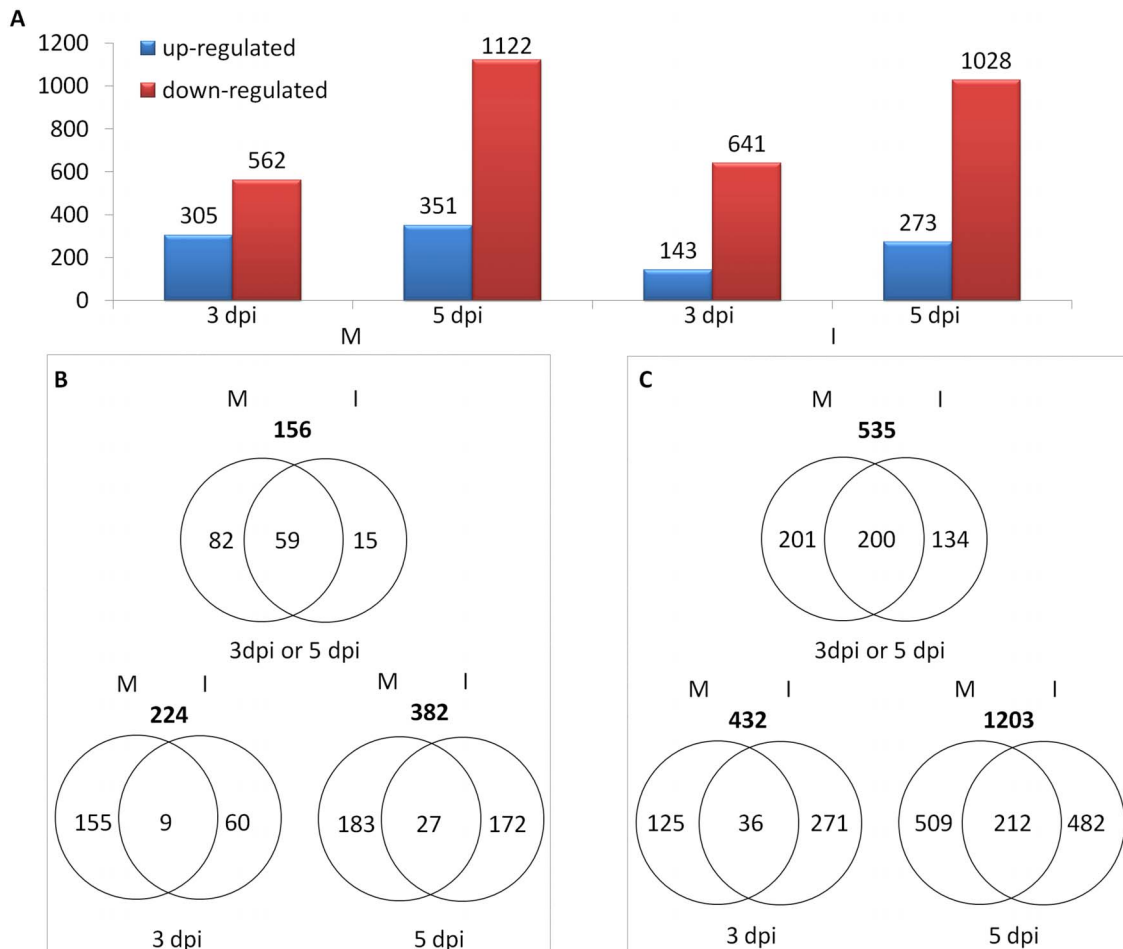 A
1200
1000
800
600
400
200
0
up-regulated
down-regulated
305
562
351
1122
143
641
273
1028
3 dpi
5 dpi
3 dpi
5 dpi
M
I
B
M I
156
82 59 15
3dpi or 5 dpi
M I
224
155 9 60
3 dpi
M I
382
183 27 172
5 dpi
C
M I
535
201 200 134
3dpi or 5 dpi
M I
432
125 36 271
3 dpi
M I
1203
509 212 482
5 dpi